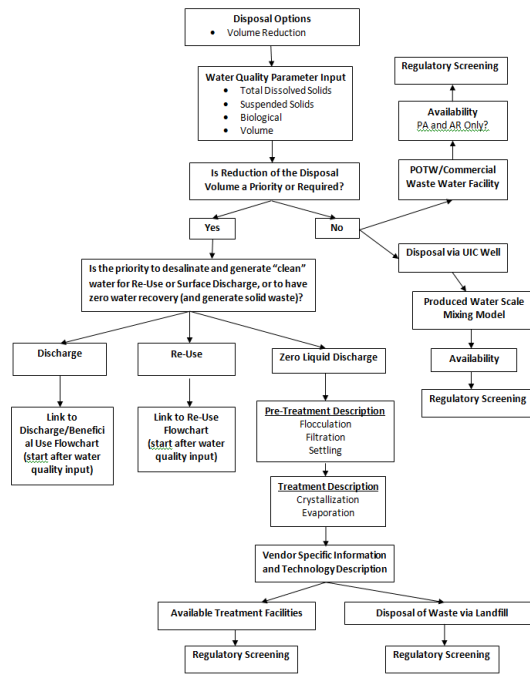 Disposal Options
• Volume Reduction
Water Quality Parameter Input
• Total Dissolved Solids
• Suspended Solids
• Biological
• Volume
Regulatory Screening
Availability
PA and AR Only?
POTW/Commercial
Waste Water Facility
Is Reduction of the Disposal
Volume a Priority or Required?
Yes
No
Disposal via UIC Well
Is the priority to desalinate and generate “clean”
water for Re-Use or Surface Discharge, or to have
zero water recovery (and generate solid waste)?
Produced Water Scale
Mixing Model
Availability
Regulatory Screening
Discharge
Re-Use
Zero Liquid Discharge
Link to
Discharge/Benefici
al Use Flowchart
(start after water
quality input)
Link to Re-Use
Flowchart
(start after water
quality input)
Pre-Treatment Description
Flocculation
Filtration
Settling
Treatment Description
Crystallization
Evaporation
Vendor Specific Information
and Technology Description
Available Treatment Facilities
Disposal of Waste via Landfill
Regulatory Screening
Regulatory Screening